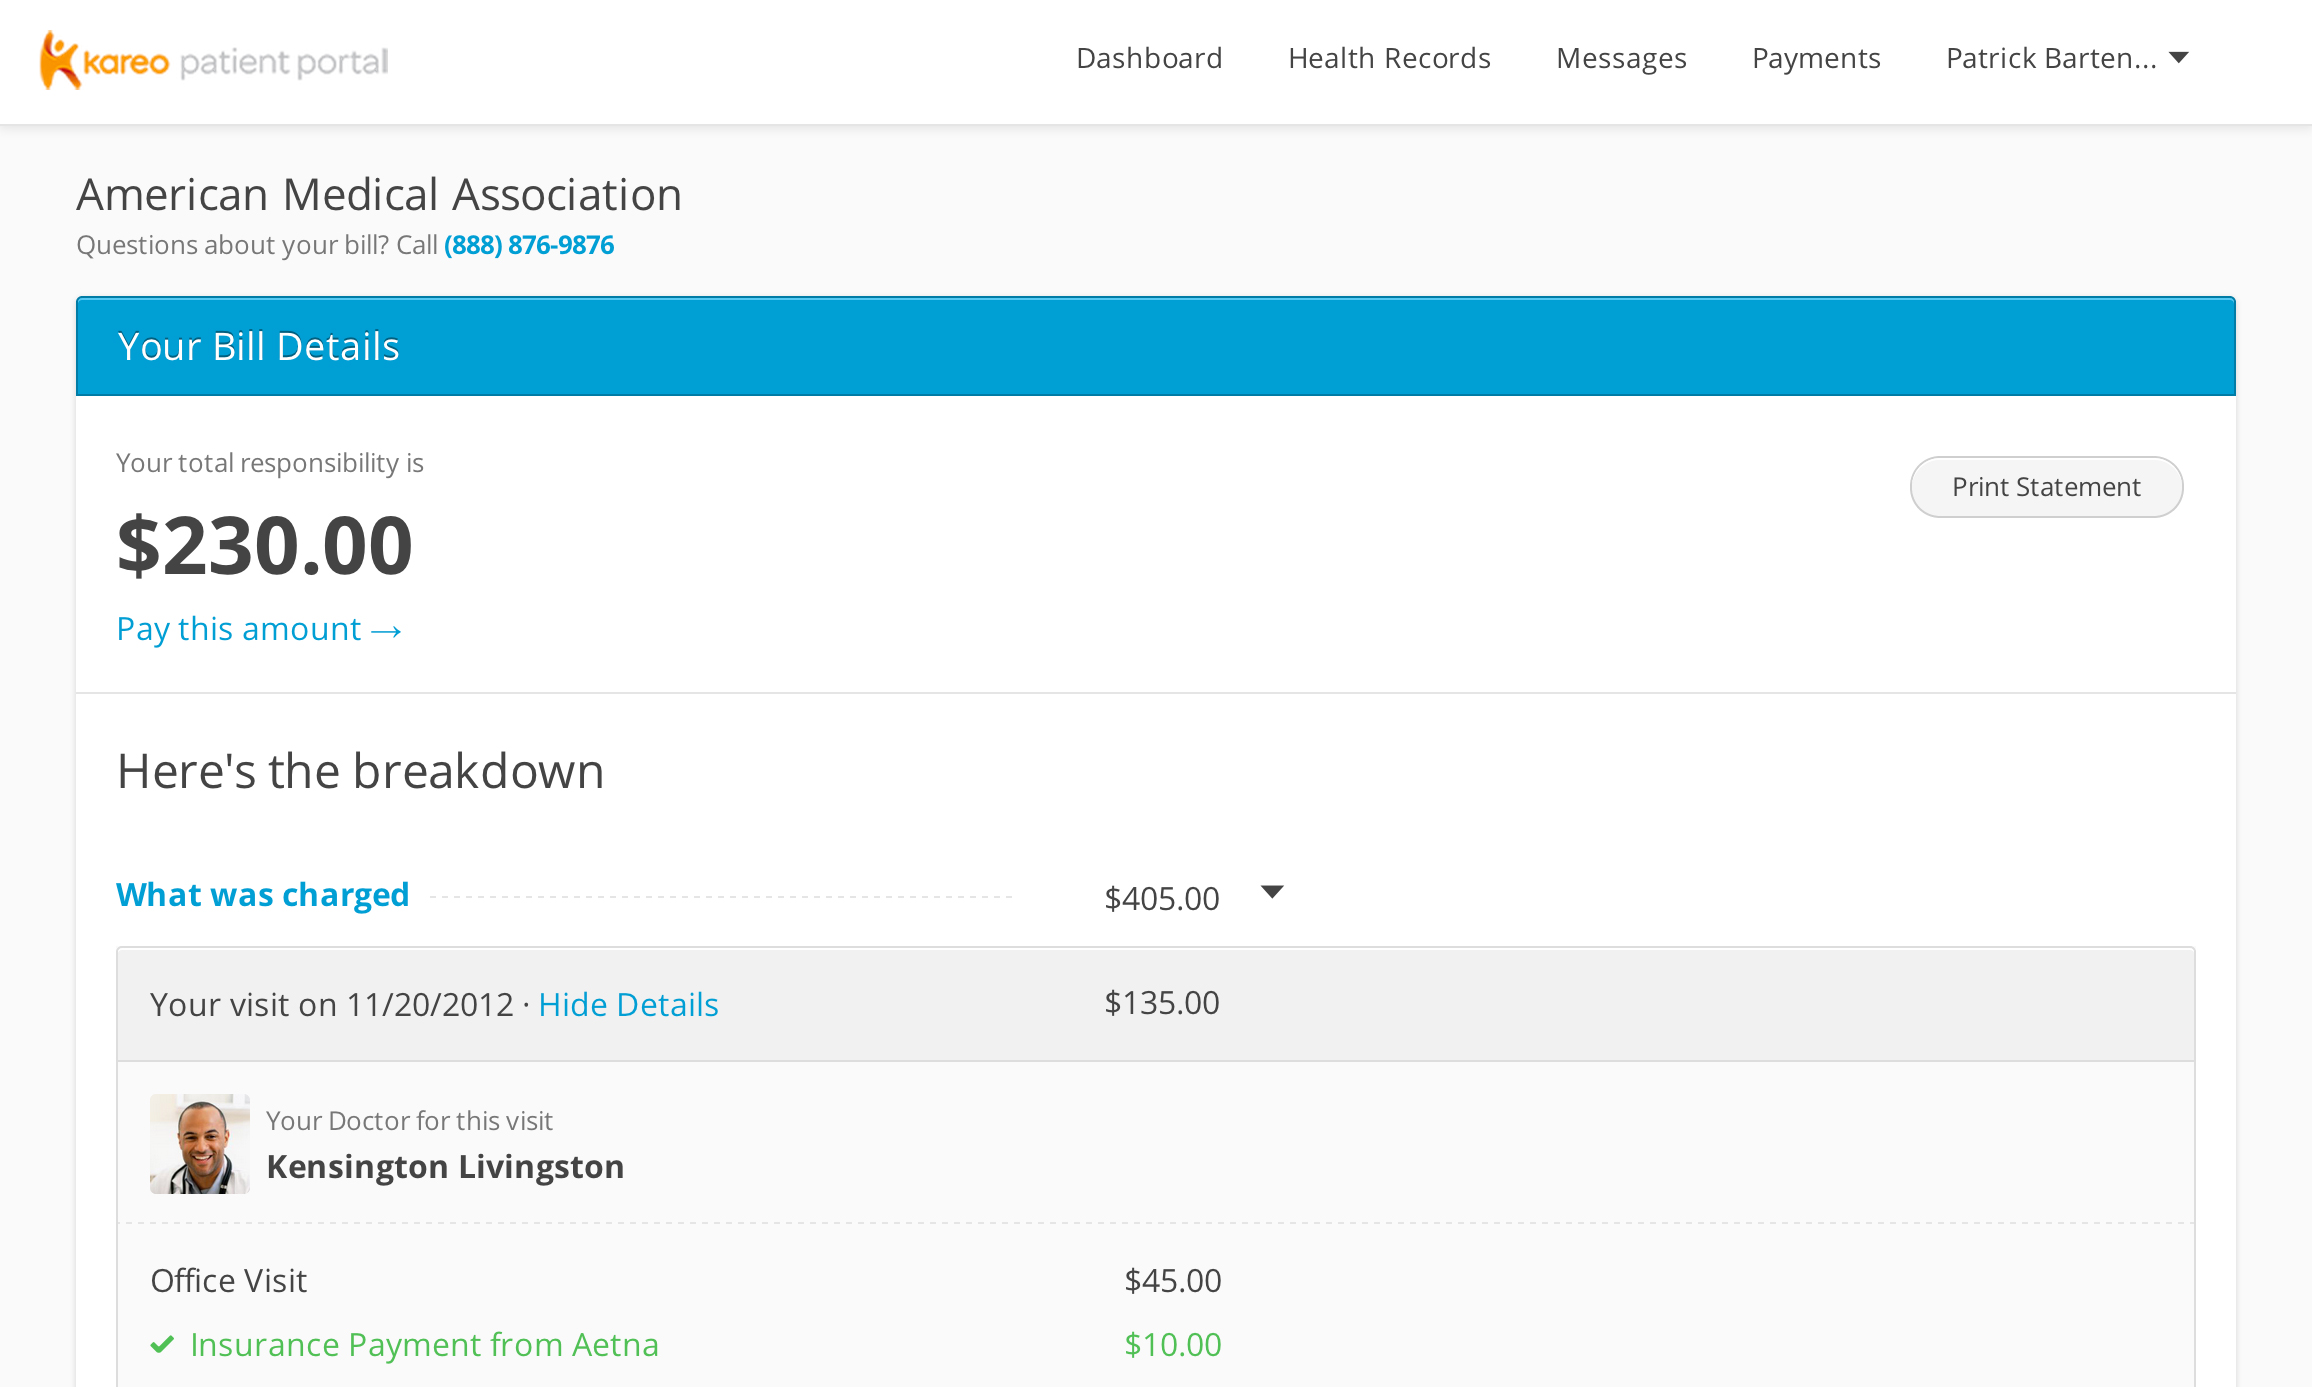 kareo patient portal
Dashboard Health Records Messages Payments Patrick Barten...
American Medical Association
Questions about your bill? Call (888) 876-9876
Your Bill Details
Your total responsibility is
Print Statement
$230.00
Pay this amount →
Here's the breakdown
What was charged $405.00
Your visit on 11/20/2012 · Hide Details $135.00
Your Doctor for this visit
Kensington Livingston
Office Visit $45.00
Insurance Payment from Aetna $10.00